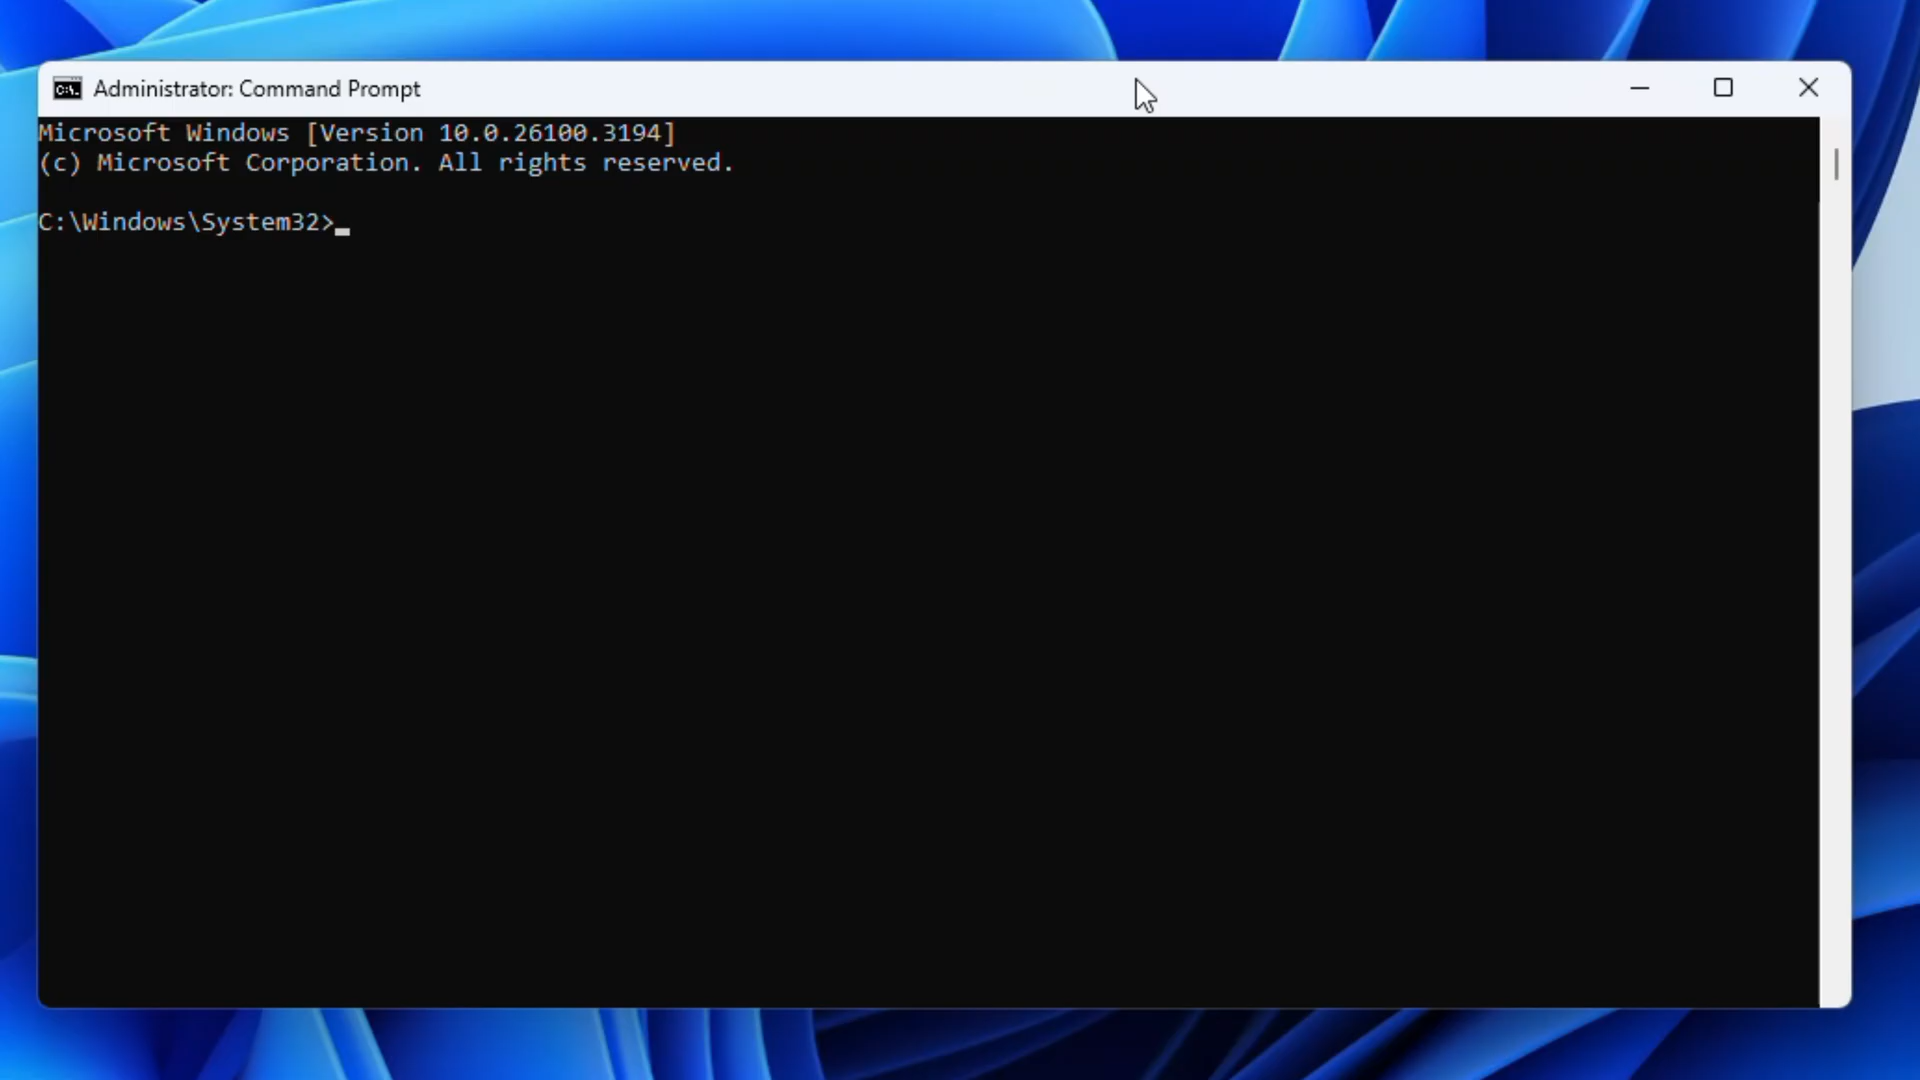 Administrator: Command Prompt
Microsoft Windows [Version 10.0.26100.3194]
(c) Microsoft Corporation. All rights reserved.
C:\Windows\System32>